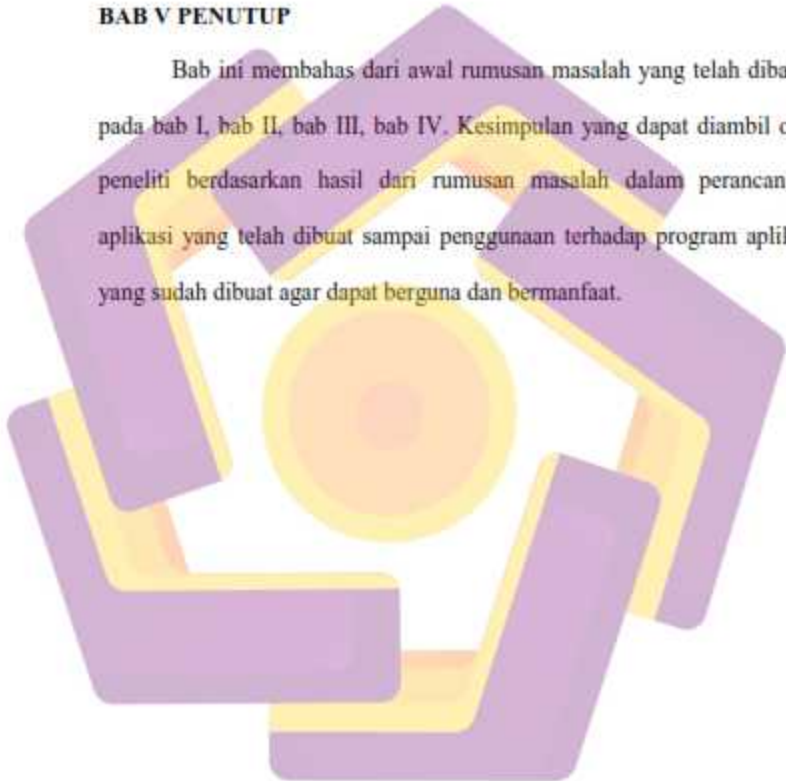 BAB V PENUTUP
Bab ini membahas dari awal rumusan masalah yang telah diba
pada bab I, bab II, bab III, bab IV. Kesimpulan yang dapat diambil d
peneliti berdasarkan hasil dari rumusan masalah dalam perancan
aplikasi yang telah dibuat sampai penggunaan terhadap program aplik
yang sudah dibuat agar dapat berguna dan bermanfaat.